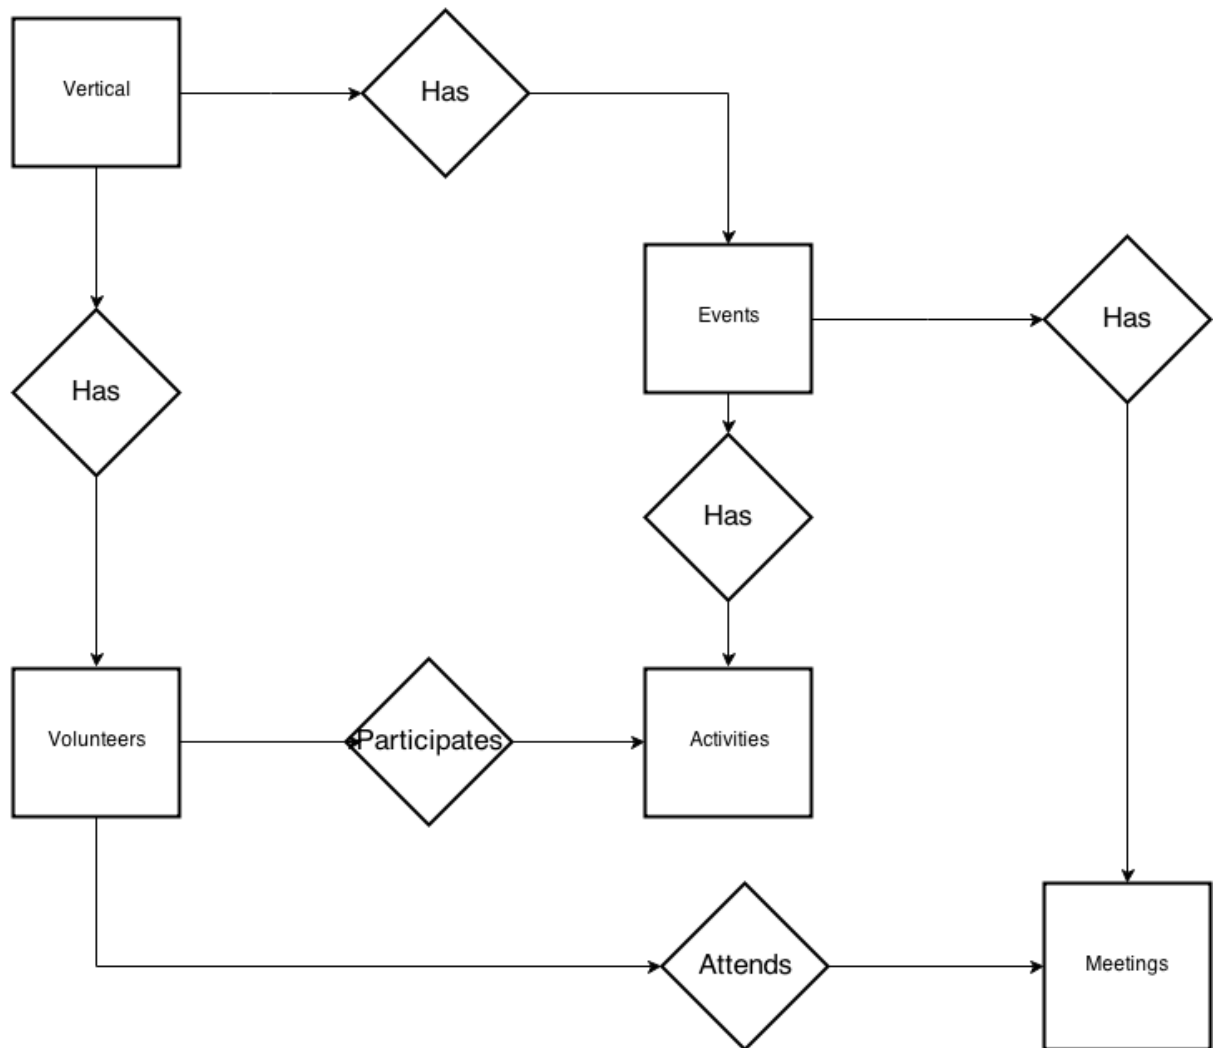 Vertical
Has
Events
Has
Has
Has
Volunteers
Participates
Activities
Attends
Meetings